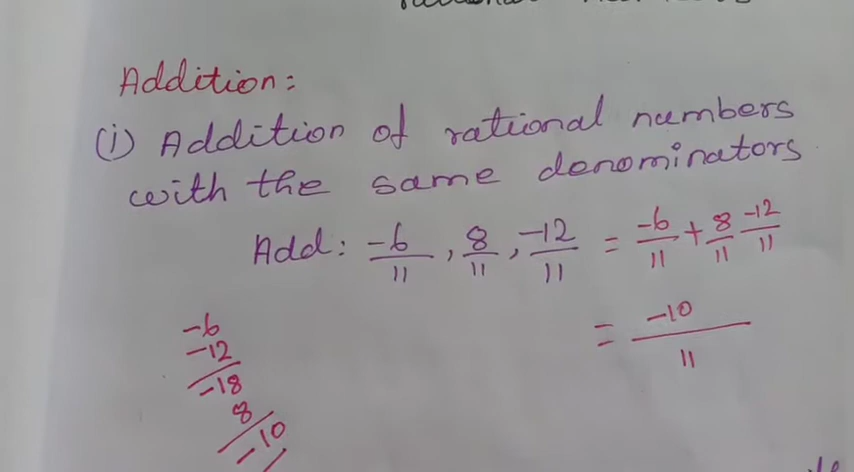 Addition:
(i) Addition of rational numbers
with the same denominators
Add: -6/11, 8/11, -12/11 = -6/11 + 8/11 -12/11
= -10/11
-6
-12
-18
8
-10